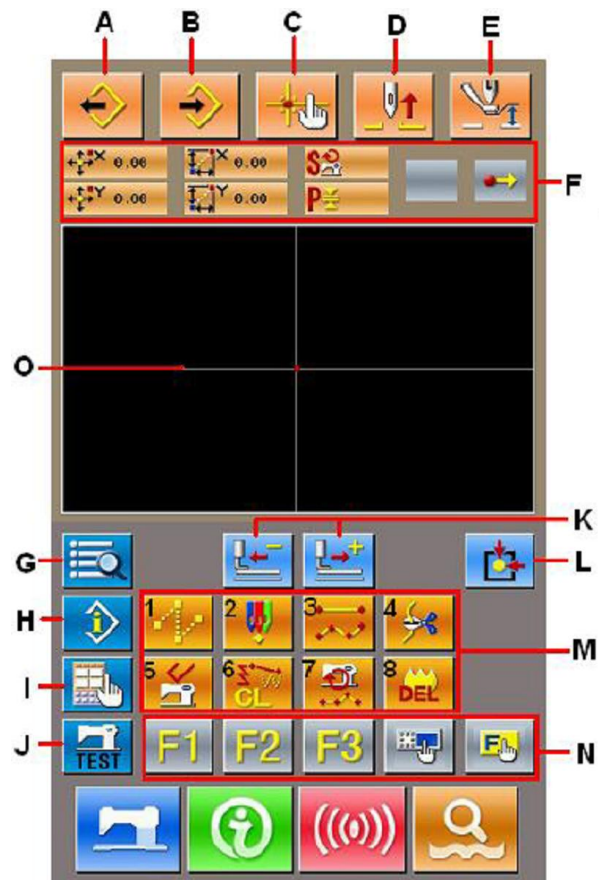 A B C D E
X 0.00 X 0.00 S
Y 0.00 Y 0.00 P
F
O
K
G L
1 2 3 4
H
M
5 6 Σ CL 7 8 DEL
I
J TEST F1 F2 F3 F N
i